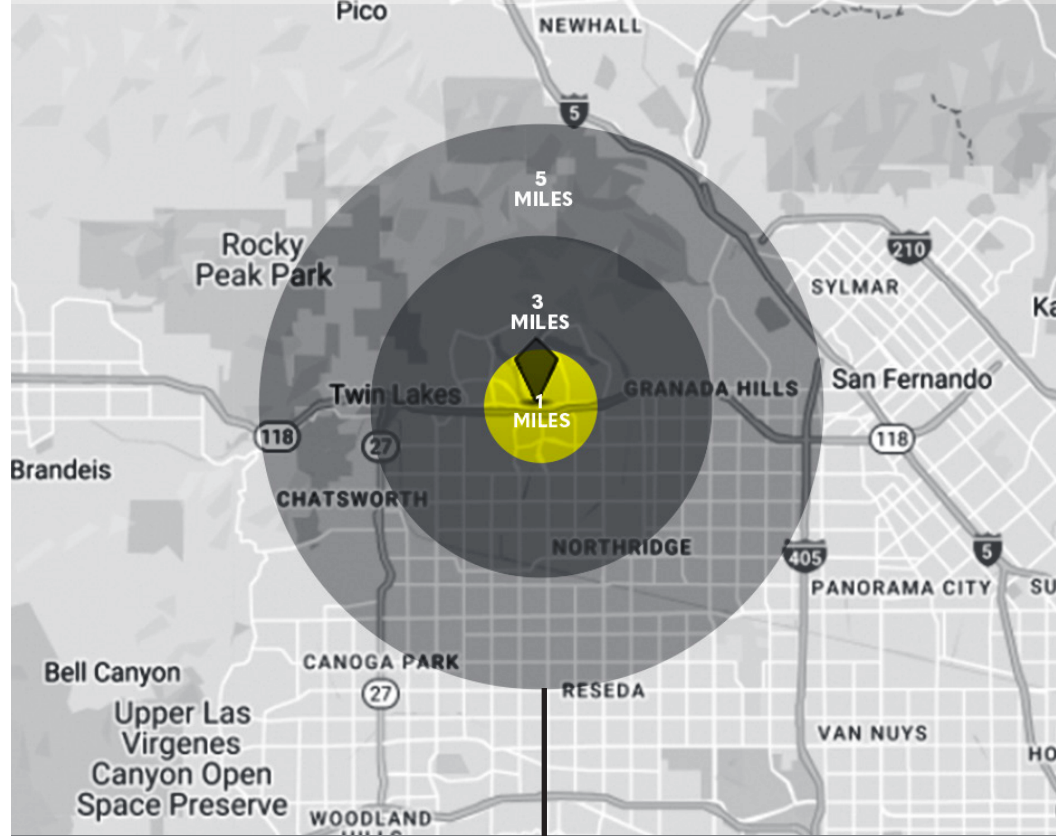 Pico
NEWHALL
5
5
MILES
Rocky
Peak Park
210
SYLMAR
3
MILES
Twin Lakes
GRANADA HILLS
San Fernando
1
MILES
118
27
118
Brandeis
CHATSWORTH
NORTHRIDGE
405
5
PANORAMA CITY
SU
CANOGA PARK
Bell Canyon
27
RESEDA
Upper Las
Virgenes
Canyon Open
Space Preserve
VAN NUYS
HO
WOODLAND
HILLS